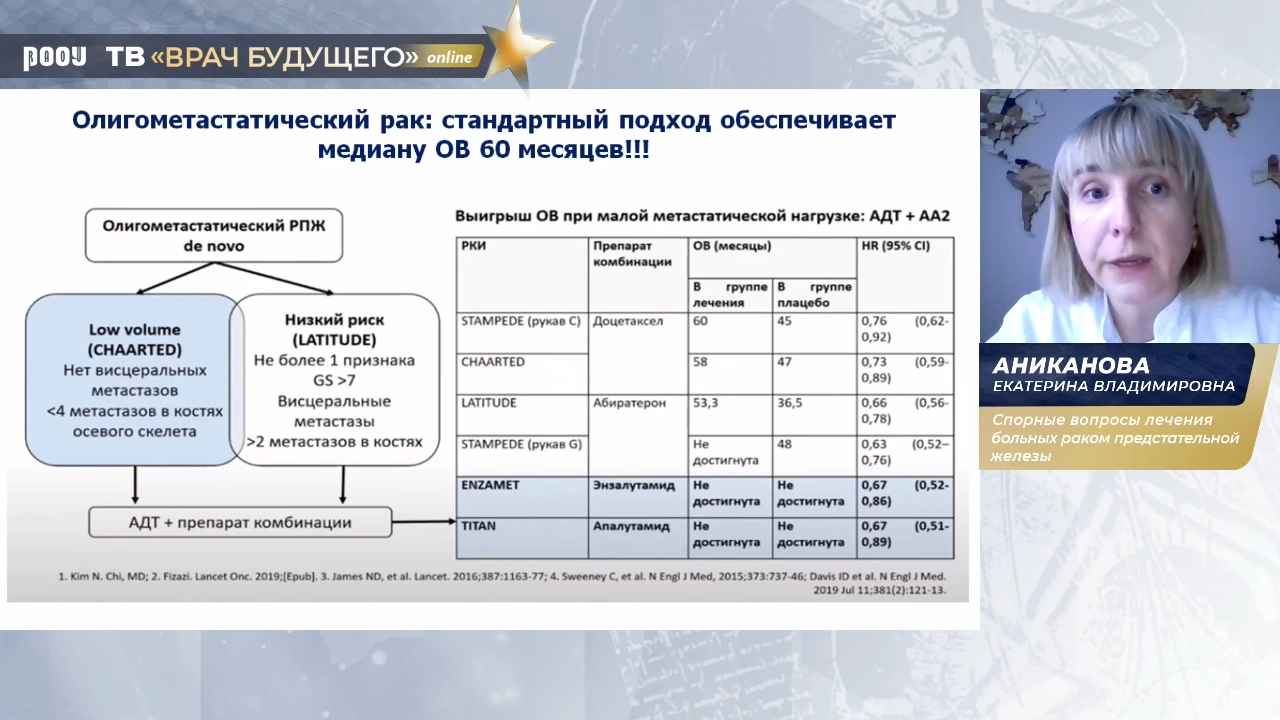 РООУ ТВ «ВРАЧ БУДУЩЕГО» online
Олигометастатический рак: стандартный подход обеспечивает
медиану ОВ 60 месяцев!!!
Олигометастатический РПЖ
de novo
Low volume
(CHAARTED)
Нет висцеральных
метастазов
<4 метастазов в костях
осевого скелета
Низкий риск
(LATITUDE)
Не более 1 признака
GS >7
Висцеральные
метастазы
>2 метастазов в костях
АДТ + препарат комбинации
Выигрыш ОВ при малой метастатической нагрузке: АДТ + АА2
РКИ
Препарат
комбинации
ОВ (месяцы)
HR (95% CI)
В группе
лечения
В группе
плацебо
STAMPEDE (рукав C)
Доцетаксел
60
45
0,76 (0,62-
0,92)
CHAARTED
58
47
0,73 (0,59-
0,89)
LATITUDE
Абиратерон
53,3
36,5
0,66 (0,56-
0,78)
STAMPEDE (рукав G)
Не
достигнута
48
0,63 (0,52–
0,76)
ENZAMET
Энзалутамид
Не
достигнута
Не
достигнута
0,67 (0,52-
0,86)
TITAN
Апалутамид
Не
достигнута
Не
достигнута
0,67 (0,51-
0,89)
1. Kim N. Chi, MD; 2. Fizazi. Lancet Onc. 2019;[Epub]. 3. James ND, et al. Lancet. 2016;387:1163-77; 4. Sweeney C, et al. N Engl J Med, 2015;373:737-46; Davis ID et al. N Engl J Med.
2019 Jul 11;381(2):121-13.
АНИКАНОВА
ЕКАТЕРИНА ВЛАДИМИРОВНА
Спорные вопросы лечения
больных раком предстательной
железы